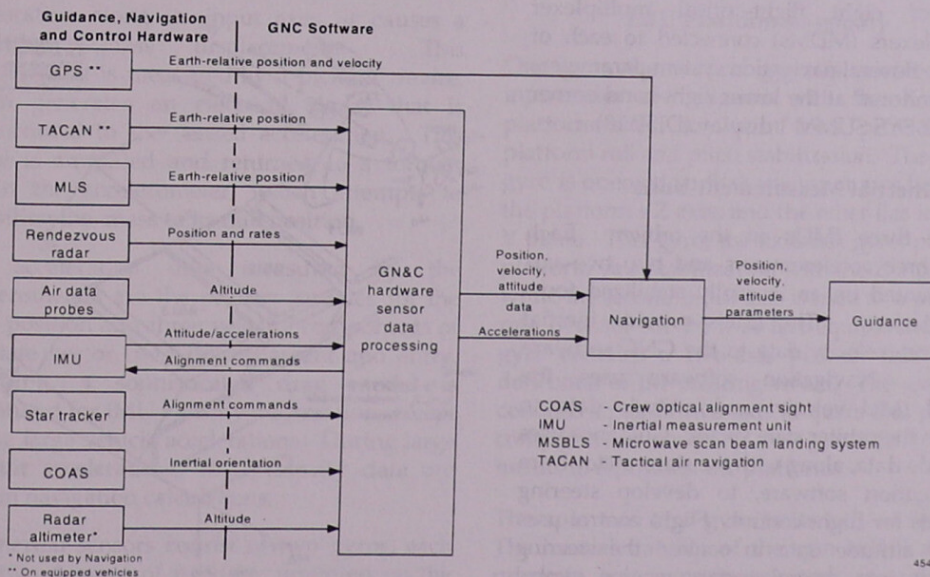 Guidance, Navigation
and Control Hardware
GNC Software
GPS **
Earth-relative position and velocity
TACAN **
Earth-relative position
MLS
Earth-relative position
Rendezvous
radar
Position and rates
Air data
probes
Altitude
IMU
Attitude/accelerations
Alignment commands
Star tracker
Alignment commands
COAS
Inertial orientation
Radar
altimeter*
Altitude
GN&C
hardware
sensor
data
processing
Position,
velocity,
attitude
data
Accelerations
Navigation
Position,
velocity,
attitude
parameters
Guidance
COAS - Crew optical alignment sight
IMU - Inertial measurement unit
MSBLS - Microwave scan beam landing system
TACAN - Tactical air navigation
* Not used by Navigation
** On equipped vehicles
454